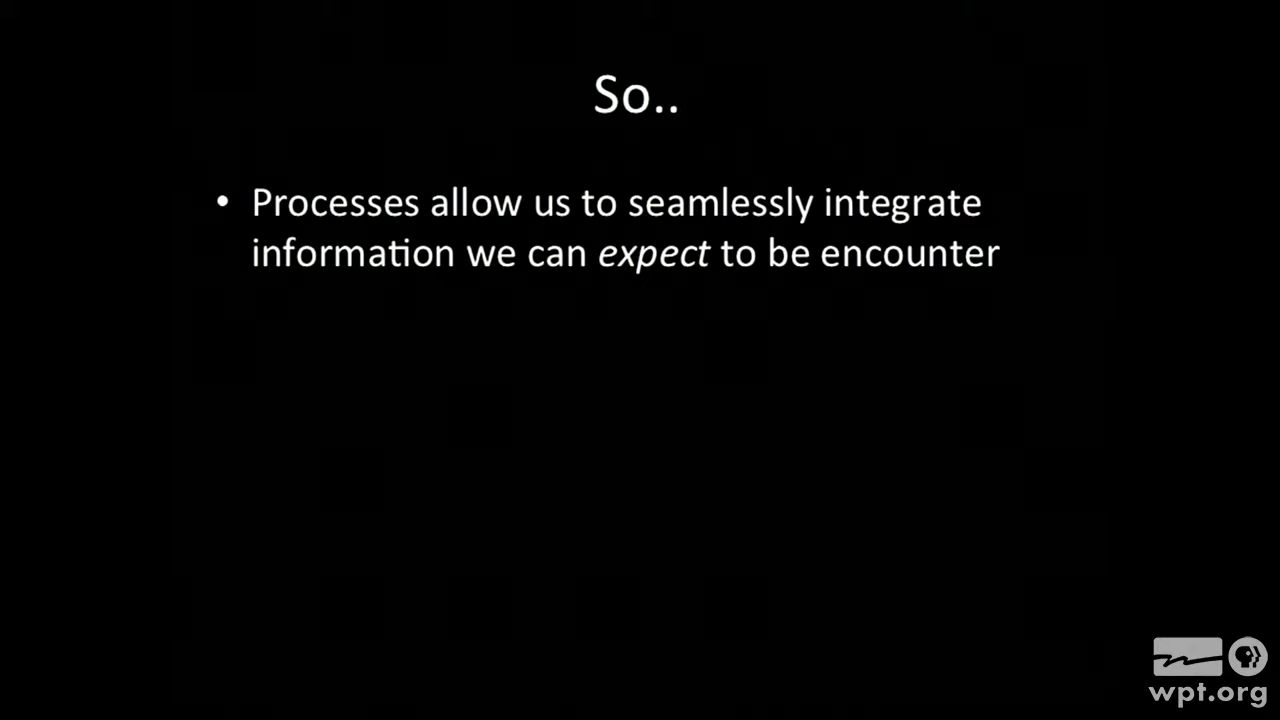 So..
• Processes allow us to seamlessly integrate
information we can expect to be encounter
wpt.org